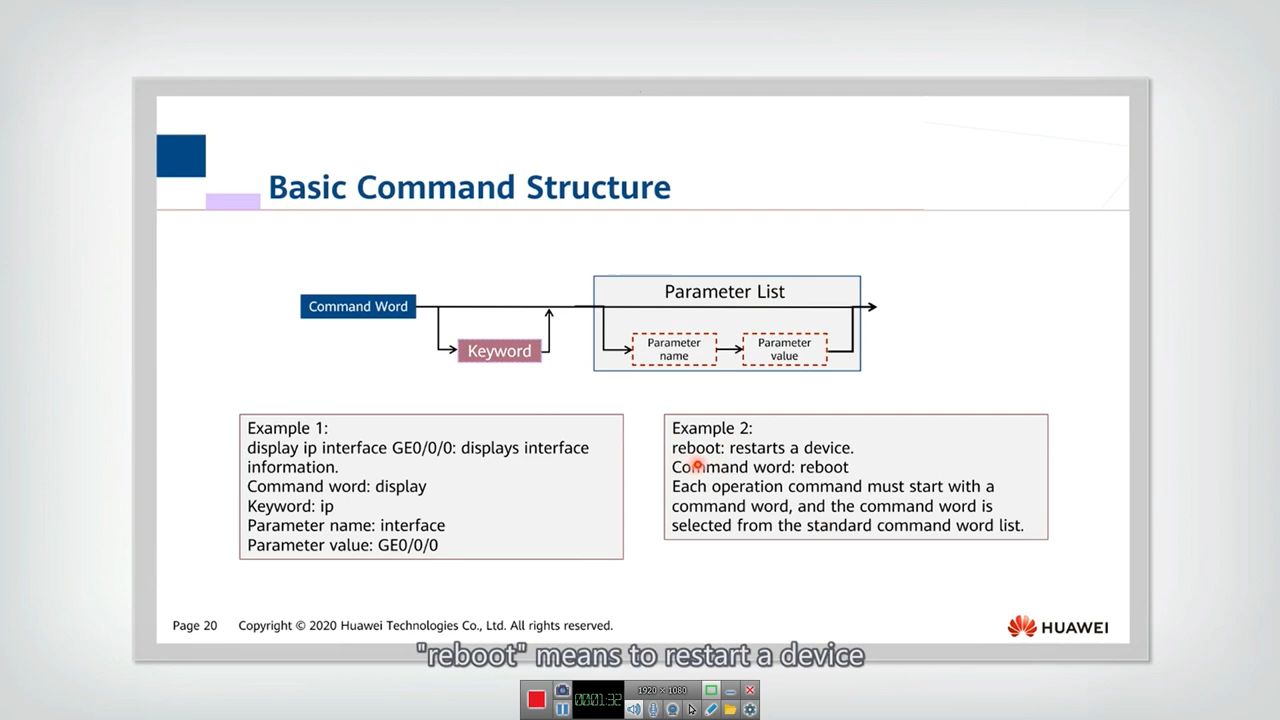 Basic Command Structure
Parameter List
Command Word
Keyword
Parameter
name
Parameter
value
Example 1:
display ip interface GE0/0/0: displays interface
information.
Command word: display
Keyword: ip
Parameter name: interface
Parameter value: GE0/0/0
Example 2:
reboot: restarts a device.
Command word: reboot
Each operation command must start with a
command word, and the command word is
selected from the standard command word list.
Page 20 Copyright © 2020 Huawei Technologies Co., Ltd. All rights reserved.
HUAWEI
"reboot" means to restart a device
1920 × 1080
00:01:32